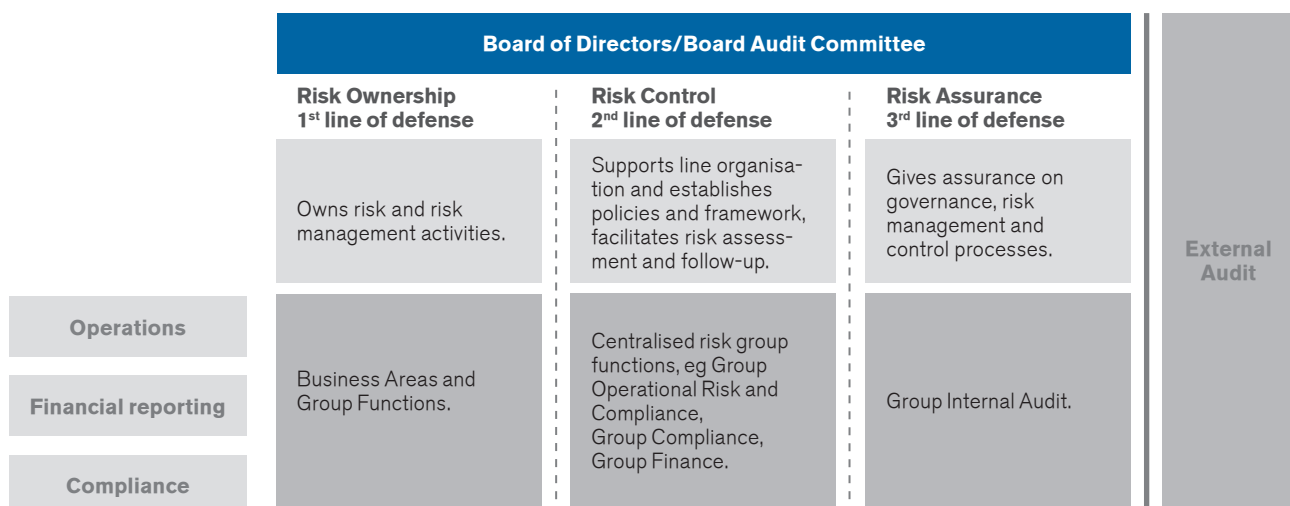 Board of Directors/Board Audit Committee
Risk Ownership
1st line of defense
Risk Control
2nd line of defense
Risk Assurance
3rd line of defense
Owns risk and risk
management activities.
Supports line organisa-
tion and establishes
policies and framework,
facilitates risk assess-
ment and follow-up.
Gives assurance on
governance, risk
management and
control processes.
External
Audit
Operations
Financial reporting
Compliance
Business Areas and
Group Functions.
Centralised risk group
functions, eg Group
Operational Risk and
Compliance,
Group Compliance,
Group Finance.
Group Internal Audit.